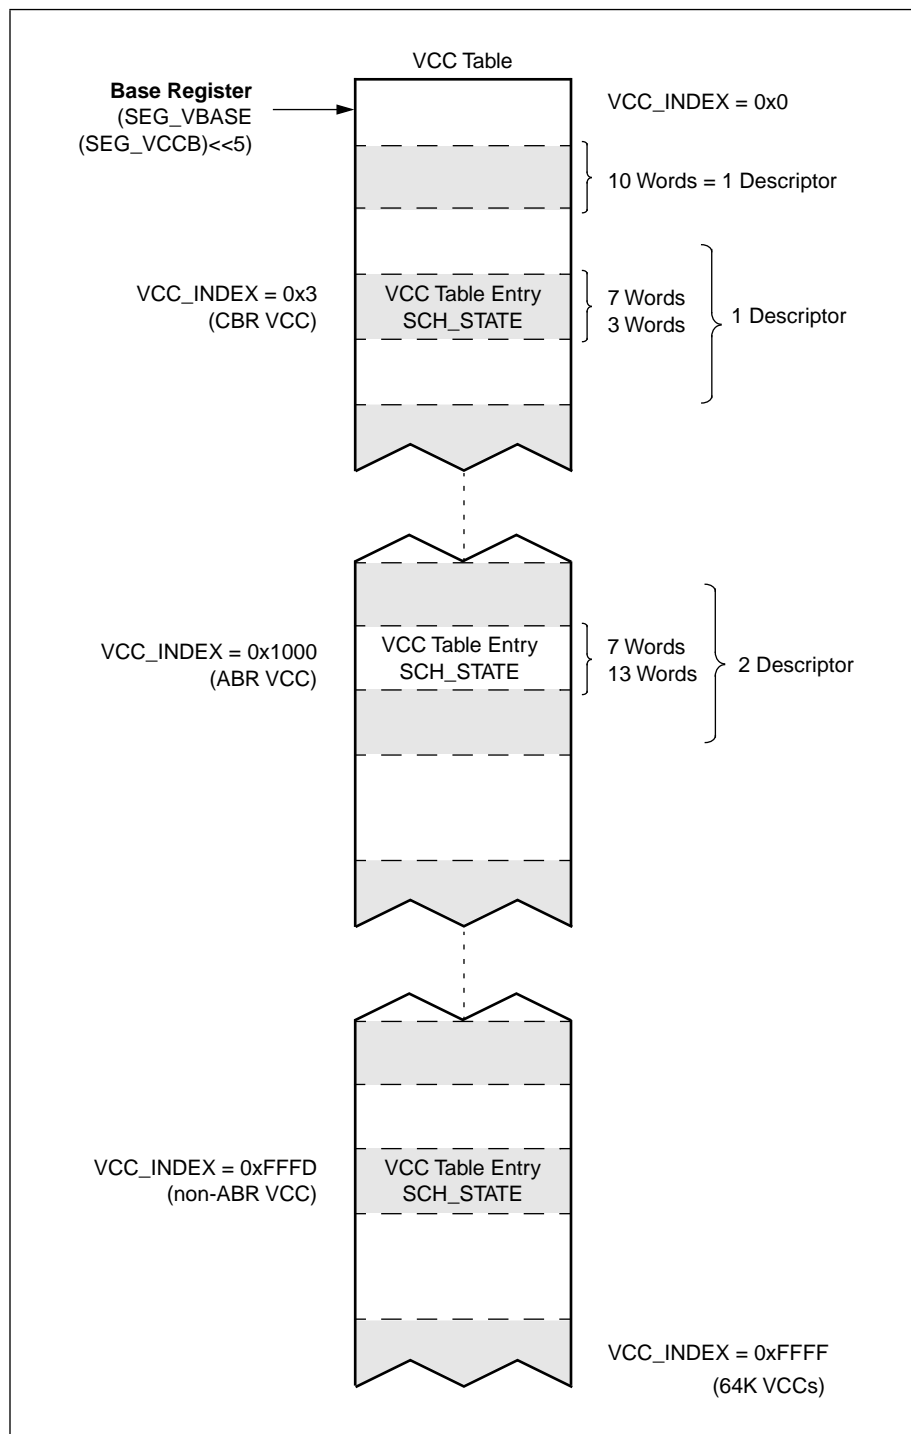 VCC Table
Base Register
(SEG_VBASE
(SEG_VCCB)<<5)
VCC_INDEX = 0x0
10 Words = 1 Descriptor
VCC_INDEX = 0x3
(CBR VCC)
VCC Table Entry
SCH_STATE
7 Words
3 Words
1 Descriptor
VCC_INDEX = 0x1000
(ABR VCC)
VCC Table Entry
SCH_STATE
7 Words
13 Words
2 Descriptor
VCC_INDEX = 0xFFFD
(non-ABR VCC)
VCC Table Entry
SCH_STATE
VCC_INDEX = 0xFFFF
(64K VCCs)